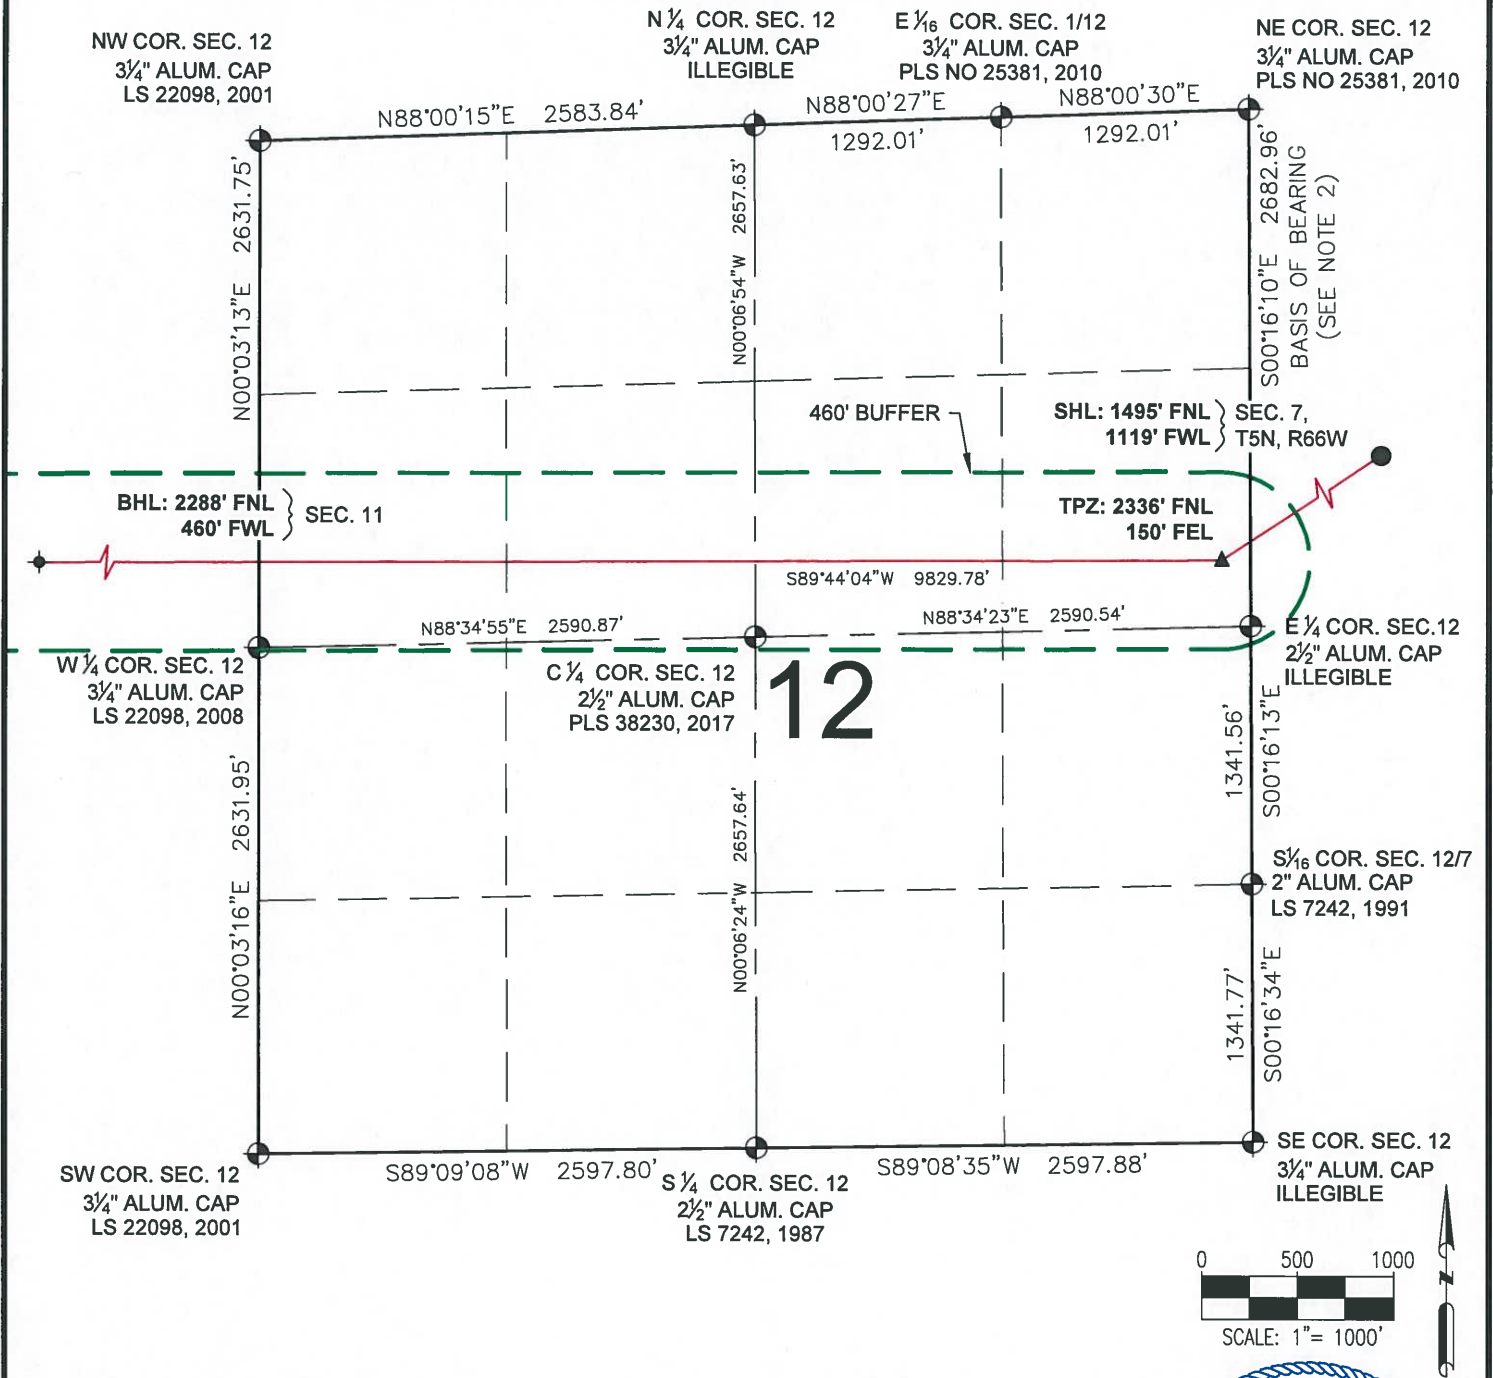 NW COR. SEC. 12
3¼" ALUM. CAP
LS 22098, 2001
N ¼ COR. SEC. 12
3¼" ALUM. CAP
ILLEGIBLE
E 1⁄16 COR. SEC. 1/12
3¼" ALUM. CAP
PLS NO 25381, 2010
NE COR. SEC. 12
3¼" ALUM. CAP
PLS NO 25381, 2010
N88°00'15"E 2583.84'
N88°00'27"E
1292.01'
N88°00'30"E
1292.01'
N00°03'13"E 2631.75'
N00°06'54"W 2657.63'
S00°16'10"E 2682.96'
BASIS OF BEARING
(SEE NOTE 2)
460' BUFFER
SHL: 1495' FNL
1119' FWL
SEC. 7,
T5N, R66W
BHL: 2288' FNL
460' FWL
SEC. 11
TPZ: 2336' FNL
150' FEL
S89°44'04"W 9829.78'
N88°34'55"E 2590.87'
N88°34'23"E 2590.54'
W ¼ COR. SEC. 12
3¼" ALUM. CAP
LS 22098, 2008
C ¼ COR. SEC. 12
2½" ALUM. CAP
PLS 38230, 2017
12
E ¼ COR. SEC.12
2½" ALUM. CAP
ILLEGIBLE
N00°03'16"E 2631.95'
N00°06'24"W 2657.64'
1341.56'
S00°16'13"E
S1⁄16 COR. SEC. 12/7
2" ALUM. CAP
LS 7242, 1991
1341.77'
S00°16'34"E
SW COR. SEC. 12
3¼" ALUM. CAP
LS 22098, 2001
S89°09'08"W 2597.80'
S ¼ COR. SEC. 12
2½" ALUM. CAP
LS 7242, 1987
S89°08'35"W 2597.88'
SE COR. SEC. 12
3¼" ALUM. CAP
ILLEGIBLE
0 500 1000
SCALE: 1"= 1000'
N